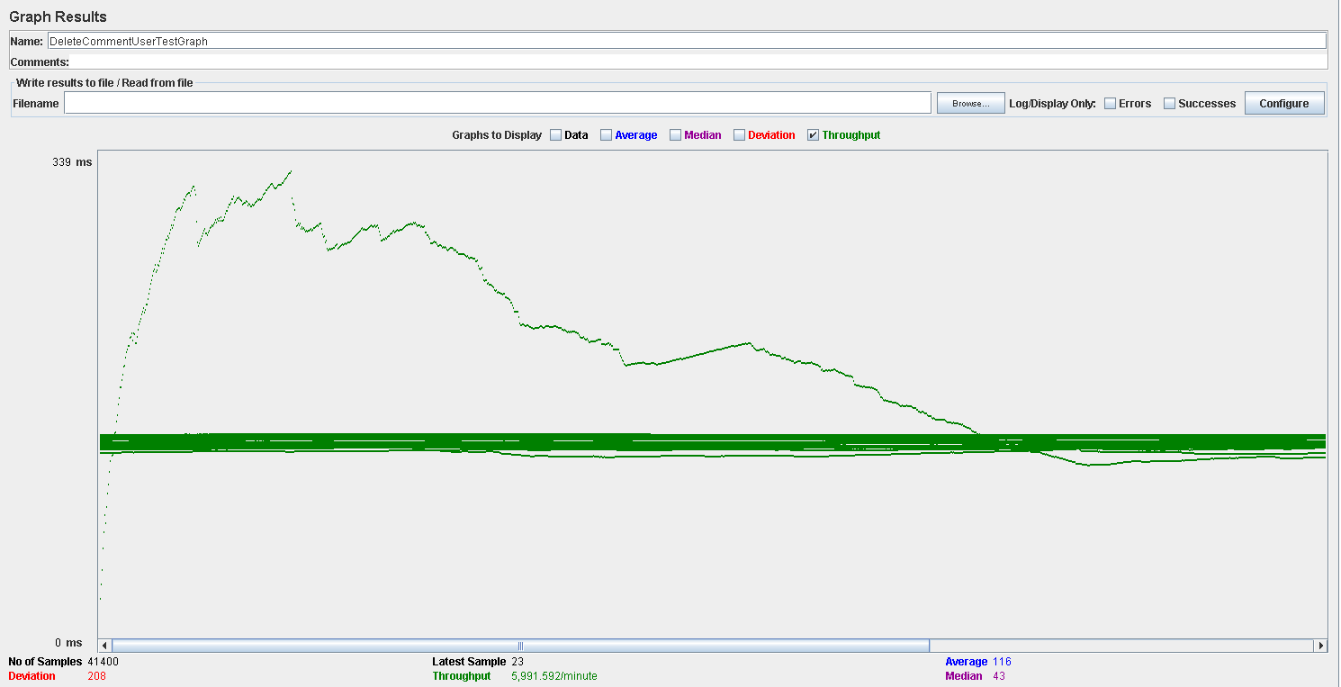 Graph Results
Name: DeleteCommentUserTestGraph
Comments:
Write results to file / Read from file
Filename Browse... Log/Display Only: Errors Successes Configure
Graphs to Display Data Average Median Deviation Throughput
339 ms
0 ms
No of Samples 41400 Latest Sample 23 Average 116
Deviation 208 Throughput 5,991.592/minute Median 43